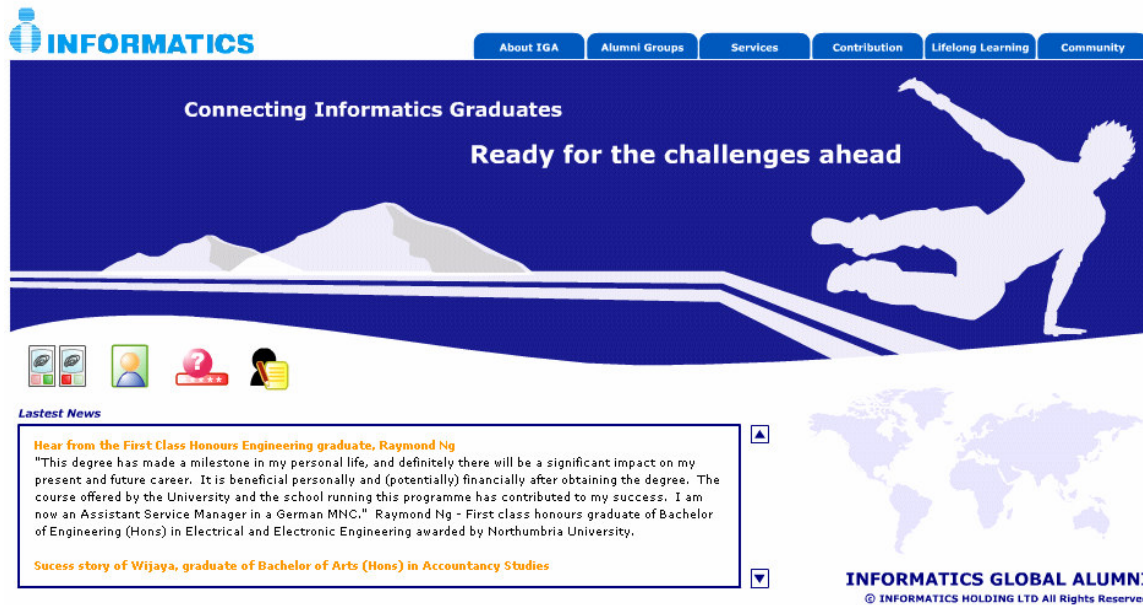 INFORMATICS
About IGA Alumni Groups Services Contribution Lifelong Learning Community
Connecting Informatics Graduates
Ready for the challenges ahead
?
Lastest News
Hear from the First Class Honours Engineering graduate, Raymond Ng
"This degree has made a milestone in my personal life, and definitely there will be a significant impact on my
present and future career. It is beneficial personally and (potentially) financially after obtaining the degree. The
course offered by the University and the school running this programme has contributed to my success. I am
now an Assistant Service Manager in a German MNC." Raymond Ng - First class honours graduate of Bachelor
of Engineering (Hons) in Electrical and Electronic Engineering awarded by Northumbria University.
Sucess story of Wijaya, graduate of Bachelor of Arts (Hons) in Accountancy Studies
INFORMATICS GLOBAL ALUMNI
© INFORMATICS HOLDING LTD All Rights Reserve